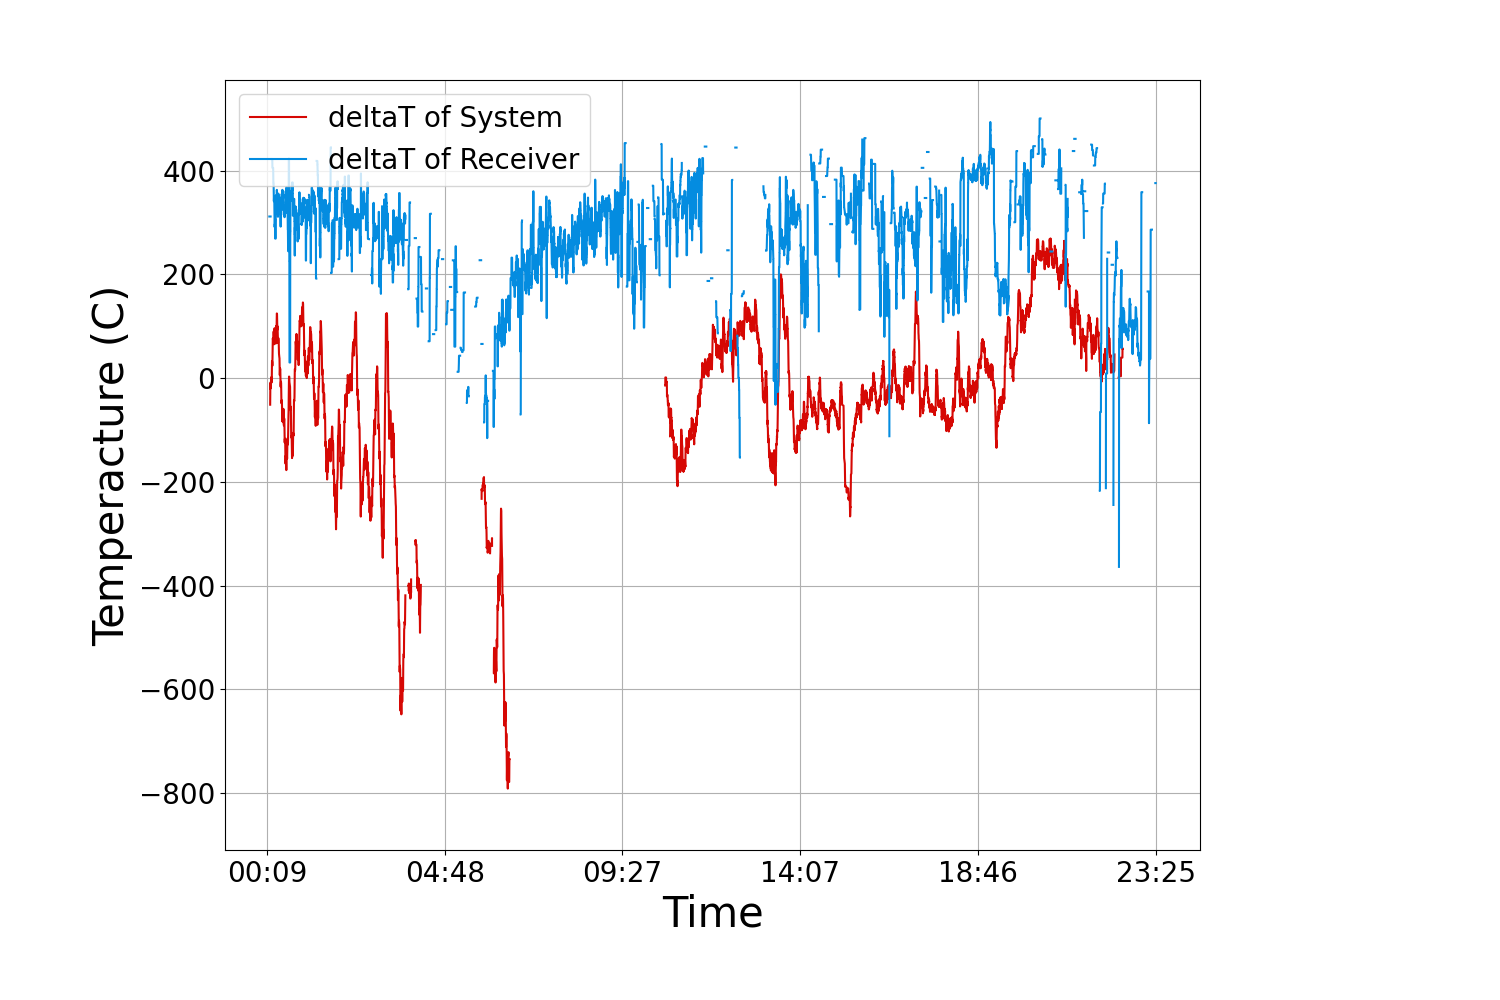 deltaT of System
deltaT of Receiver
Temperacture (C)
400
200
0
−200
−400
−600
−800
00:09 04:48 09:27 14:07 18:46 23:25
Time